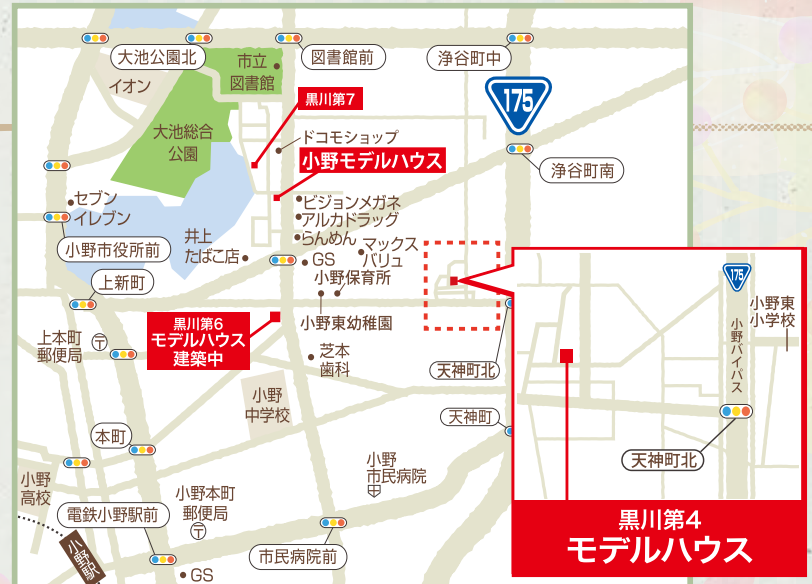 大池公園北
図書館前
浄谷町中
イオン
市立
図書館
175
黒川第7
大池総合
公園
ドコモショップ
小野モデルハウス
浄谷町南
セブン
イレブン
ビジョンメガネ
アルカドラッグ
らんめん
マックス
バリュ
小野市役所前
井上
たばこ店
GS
小野保育所
上新町
小野東幼稚園
黒川第6
モデルハウス
建築中
上本町
郵便局
〒
芝本
歯科
天神町北
小野
中学校
天神町
本町
小野
高校
小野
市民病院
小野本町
郵便局
〒
電鉄小野駅前
市民病院前
小野駅
GS
175
小野東
小学校
小野バイパス
天神町北
黒川第4
モデルハウス